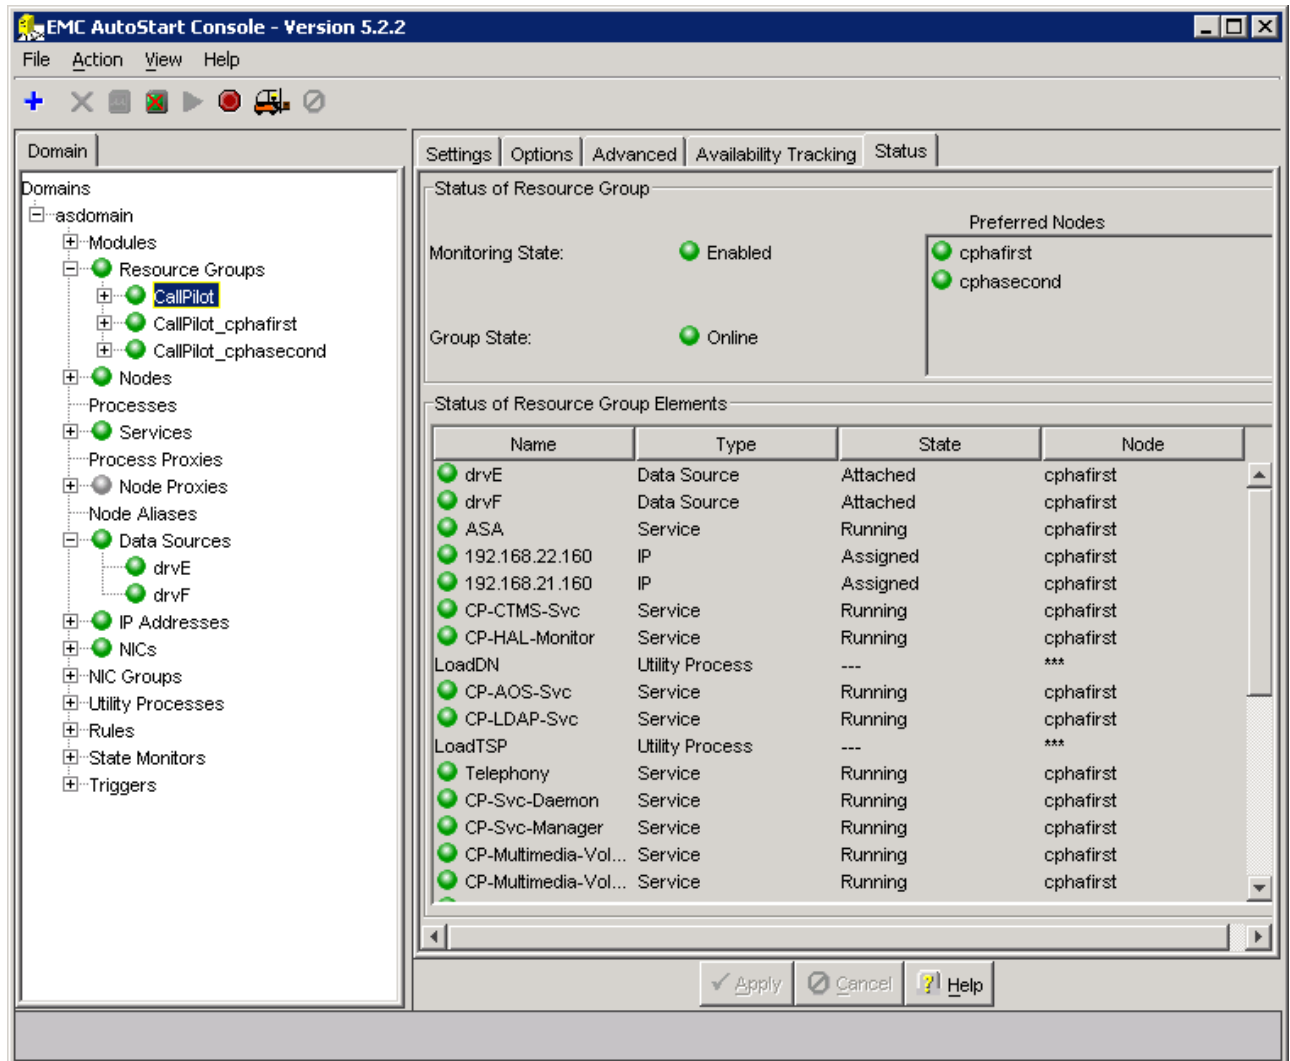 EMC AutoStart Console - Version 5.2.2
File Action View Help
Domain
Domains
asdomain
Modules
Resource Groups
CallPilot
CallPilot_cphafirst
CallPilot_cphasecond
Nodes
Processes
Services
Process Proxies
Node Proxies
Node Aliases
Data Sources
drvE
drvF
IP Addresses
NICs
NIC Groups
Utility Processes
Rules
State Monitors
Triggers
Settings Options Advanced Availability Tracking Status
Status of Resource Group
Preferred Nodes
Monitoring State: Enabled
cphafirst
cphasecond
Group State: Online
Status of Resource Group Elements
Name Type State Node
drvE Data Source Attached cphafirst
drvF Data Source Attached cphafirst
ASA Service Running cphafirst
192.168.22.160 IP Assigned cphafirst
192.168.21.160 IP Assigned cphafirst
CP-CTMS-Svc Service Running cphafirst
CP-HAL-Monitor Service Running cphafirst
LoadDN Utility Process --- ***
CP-AOS-Svc Service Running cphafirst
CP-LDAP-Svc Service Running cphafirst
LoadTSP Utility Process --- ***
Telephony Service Running cphafirst
CP-Svc-Daemon Service Running cphafirst
CP-Svc-Manager Service Running cphafirst
CP-Multimedia-Vol... Service Running cphafirst
CP-Multimedia-Vol... Service Running cphafirst
Apply Cancel Help